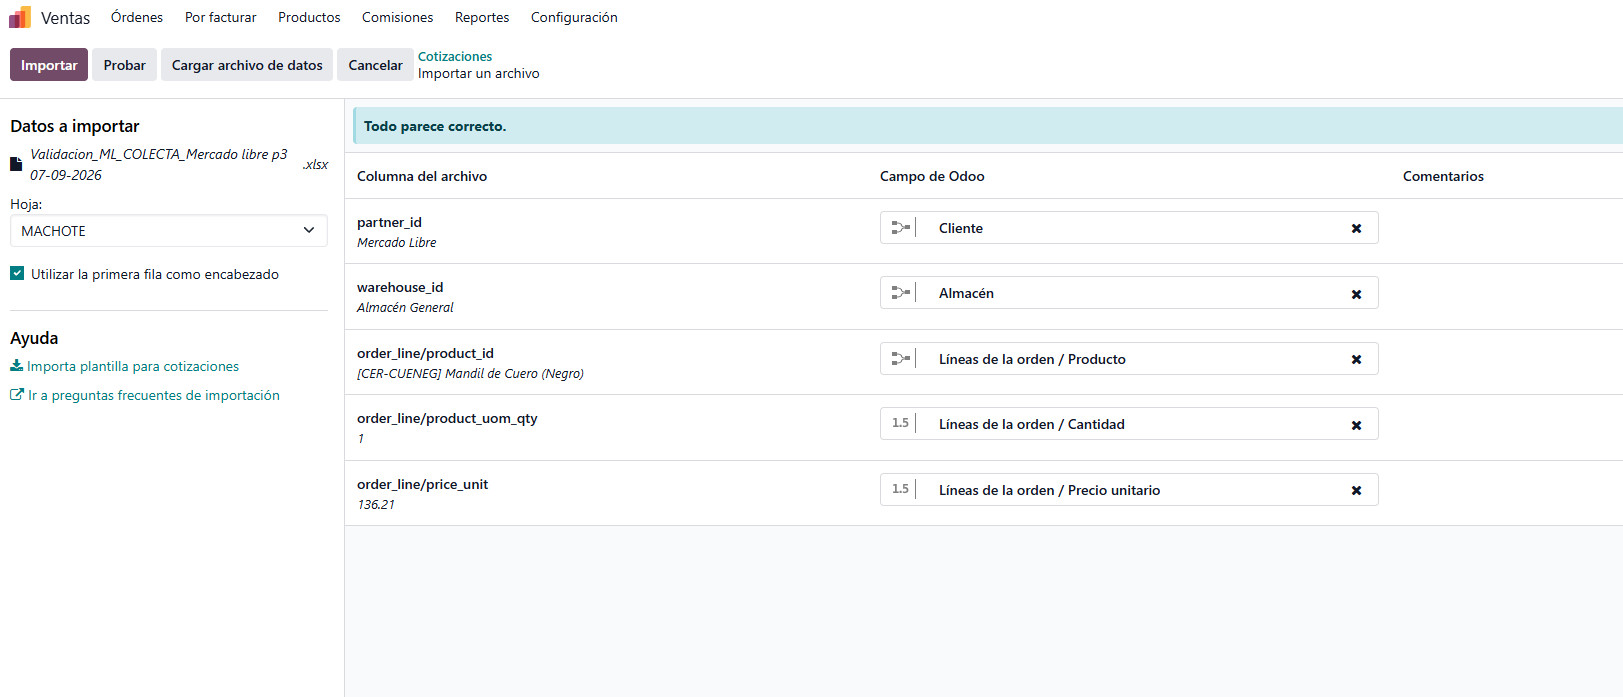 Ventas Órdenes Por facturar Productos Comisiones Reportes Configuración
Importar Probar Cargar archivo de datos Cancelar
Cotizaciones
Importar un archivo
Datos a importar
Validacion_ML_COLECTA_Mercado libre p3
07-09-2026 .xlsx
Hoja:
MACHOTE
Utilizar la primera fila como encabezado
Ayuda
Importa plantilla para cotizaciones
Ir a preguntas frecuentes de importación
Todo parece correcto.
Columna del archivo Campo de Odoo Comentarios
partner_id
Mercado Libre
Cliente
warehouse_id
Almacén General
Almacén
order_line/product_id
[CER-CUENEG] Mandil de Cuero (Negro)
Líneas de la orden / Producto
order_line/product_uom_qty
1
1.5 Líneas de la orden / Cantidad
order_line/price_unit
136.21
1.5 Líneas de la orden / Precio unitario